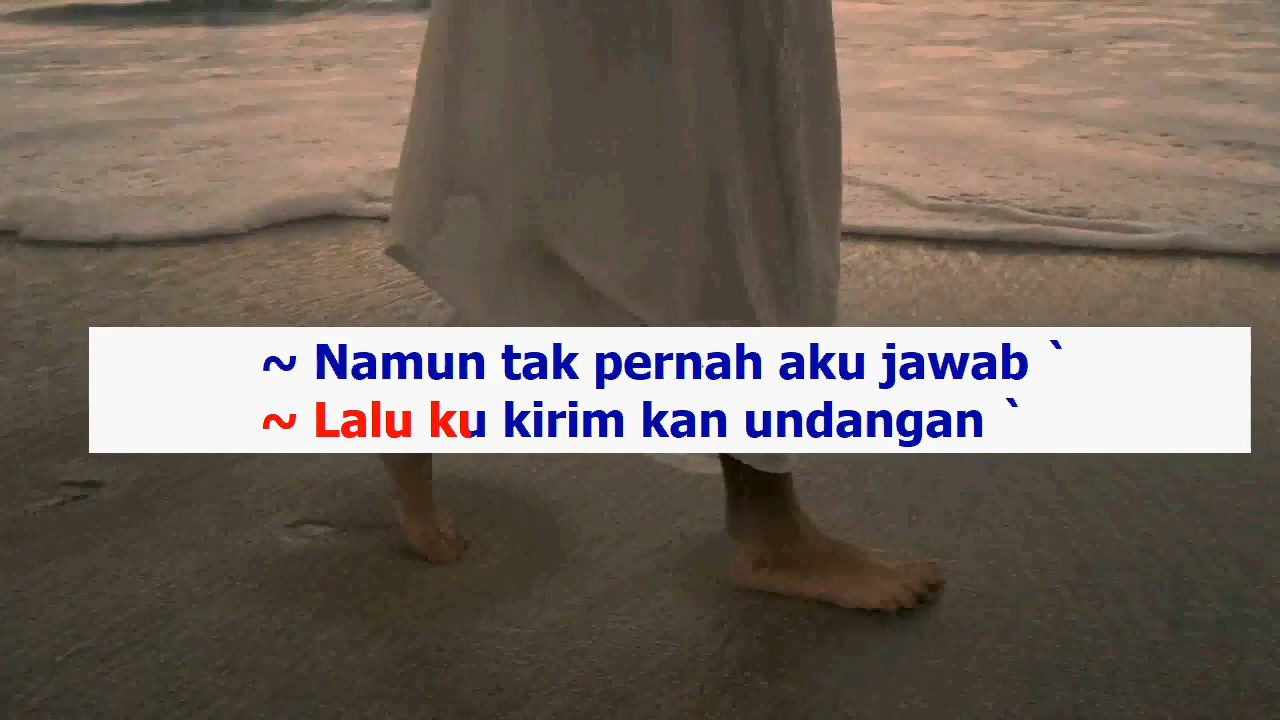 ~ Namun tak pernah aku jawab `
~ Lalu ku kirim kan undangan `